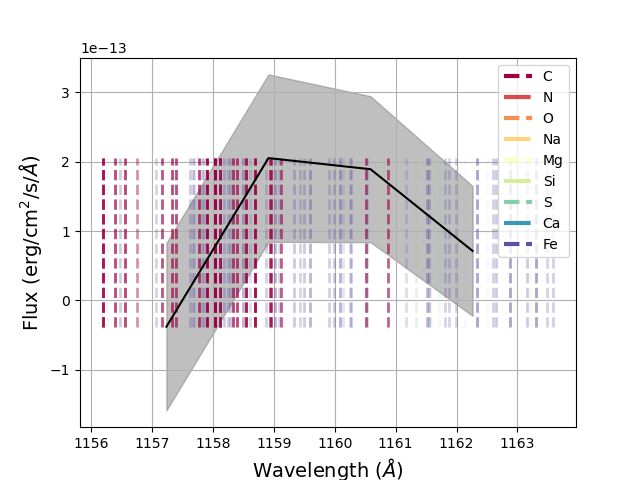 1e−13
3
2
1
0
−1
Flux (erg/cm²/s/Å)
1156 1157 1158 1159 1160 1161 1162 1163
Wavelength (Å)
C
N
O
Na
Mg
Si
S
Ca
Fe